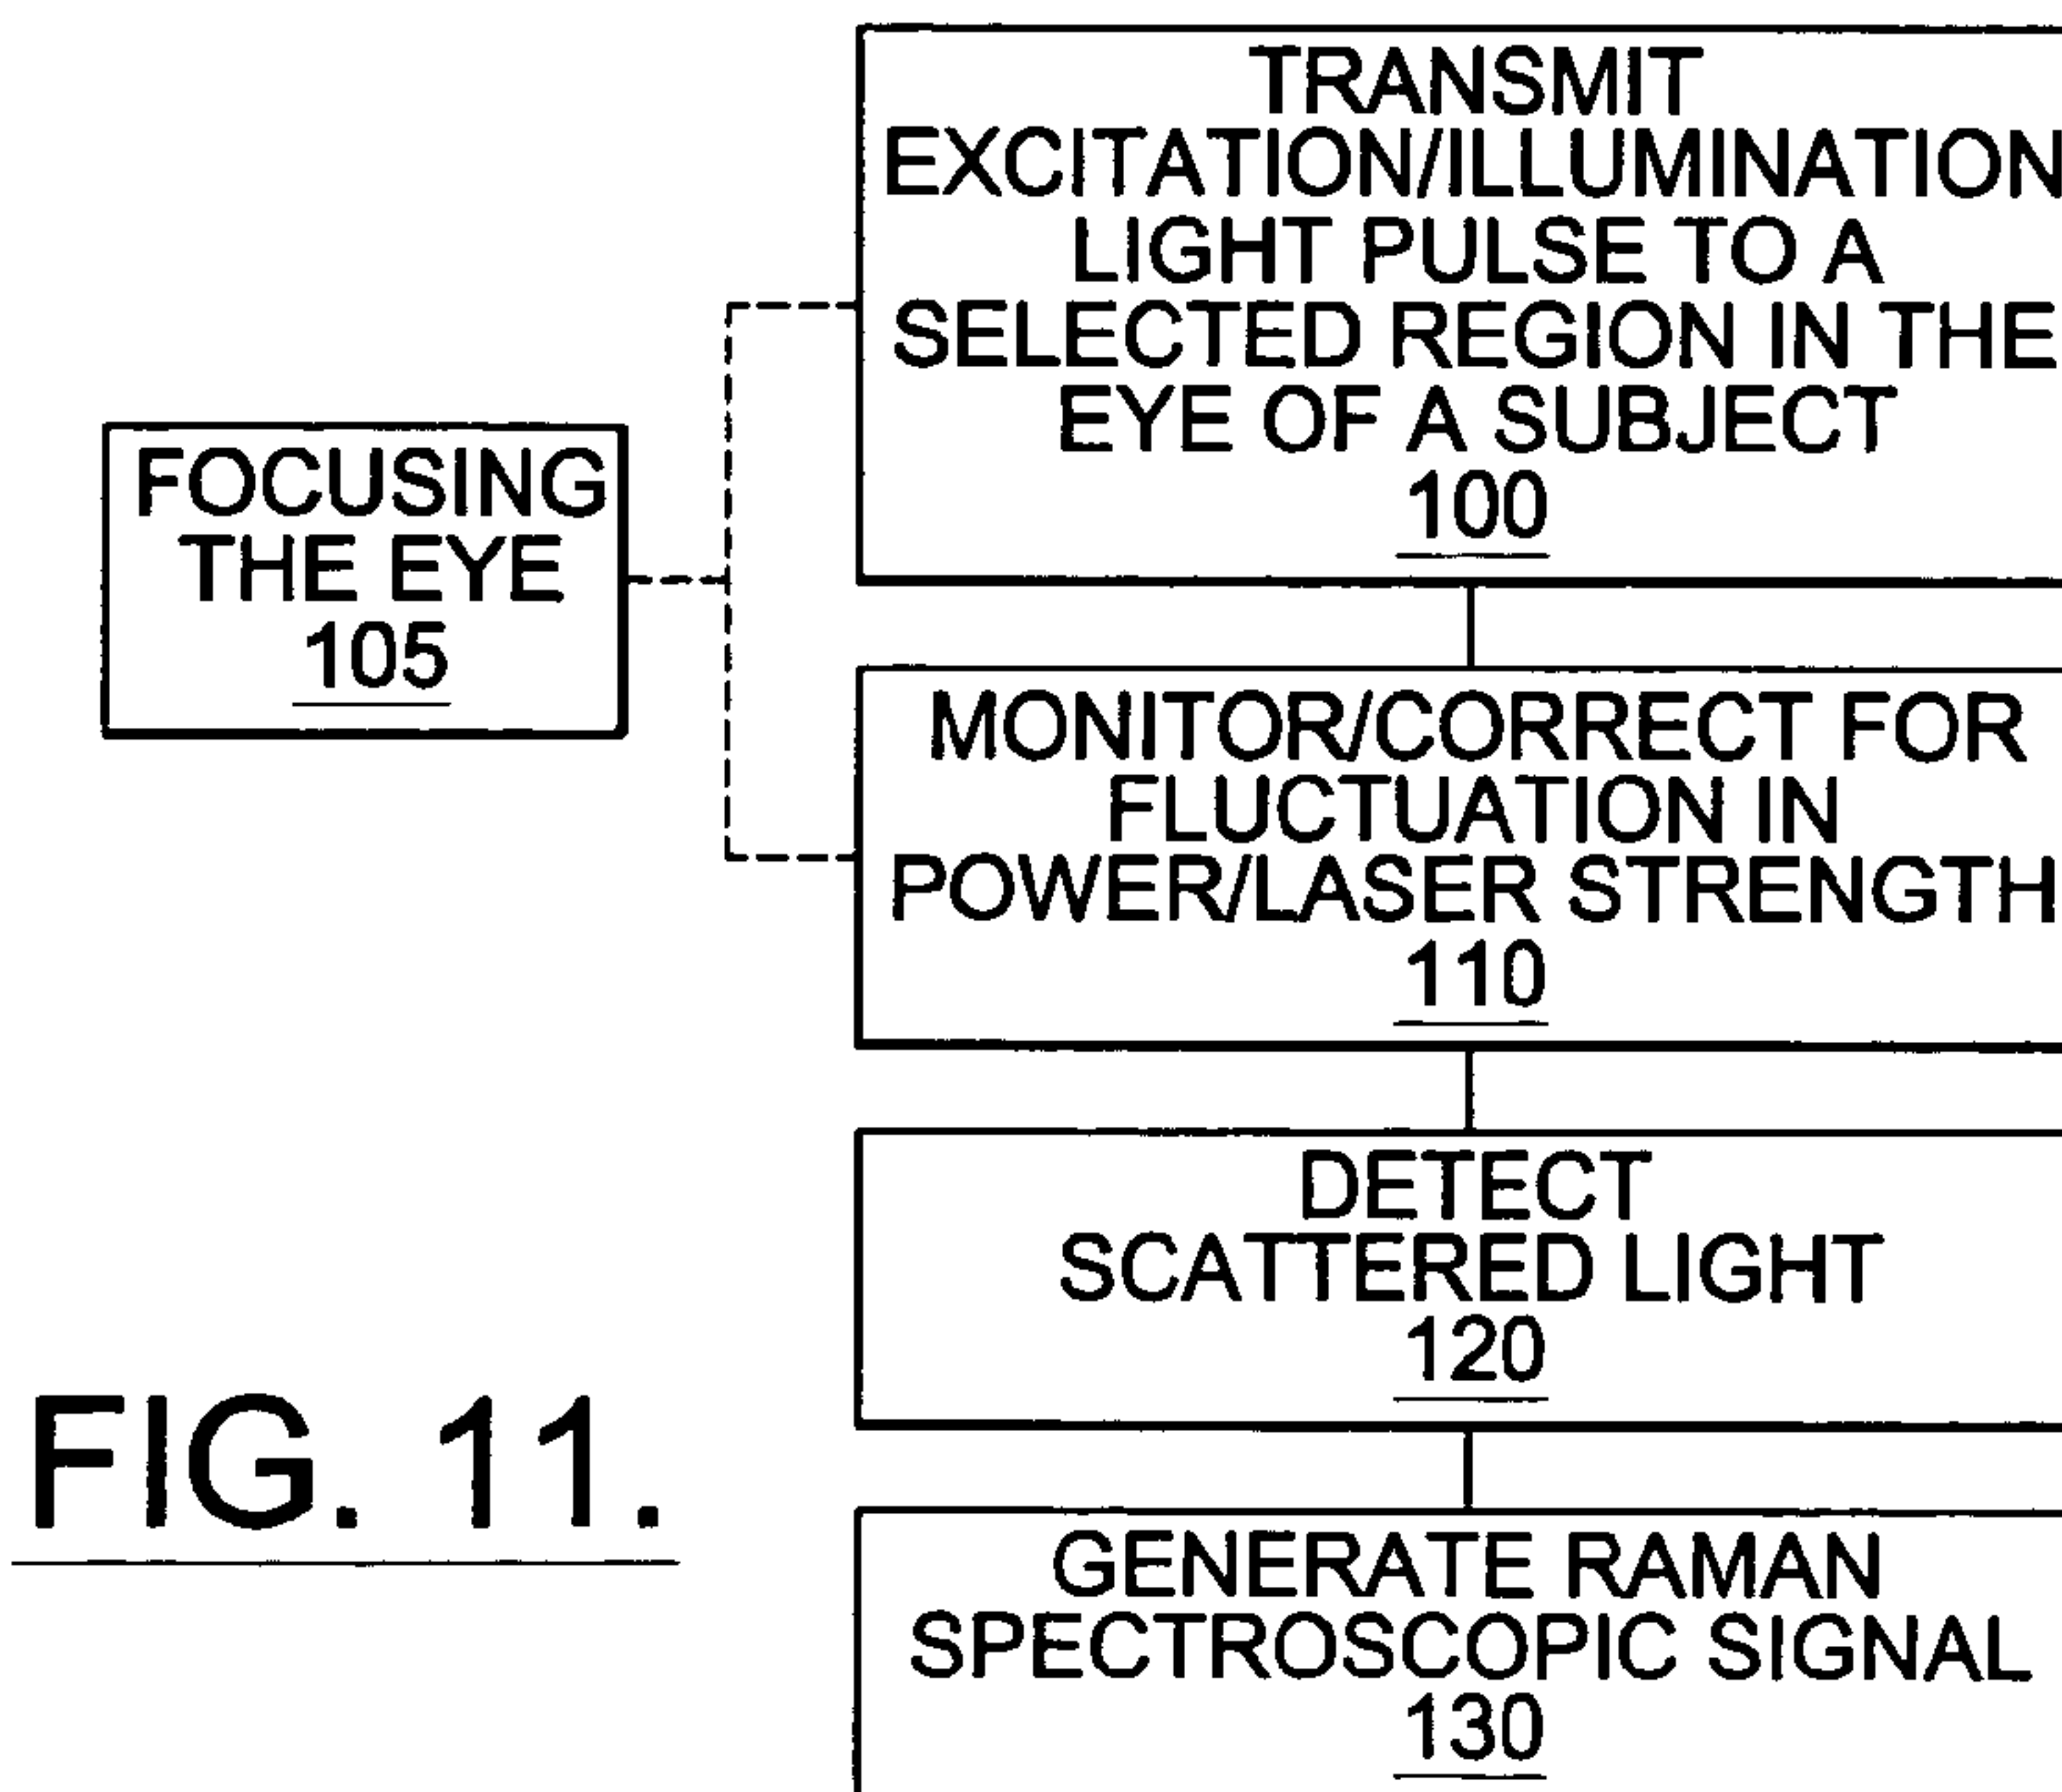 TRANSMIT
EXCITATION/ILLUMINATION
LIGHT PULSE TO A
SELECTED REGION IN THE
EYE OF A SUBJECT
100
FOCUSING
THE EYE
105
MONITOR/CORRECT FOR
FLUCTUATION IN
POWER/LASER STRENGTH
110
DETECT
SCATTERED LIGHT
120
GENERATE RAMAN
SPECTROSCOPIC SIGNAL
130
FIG. 11.